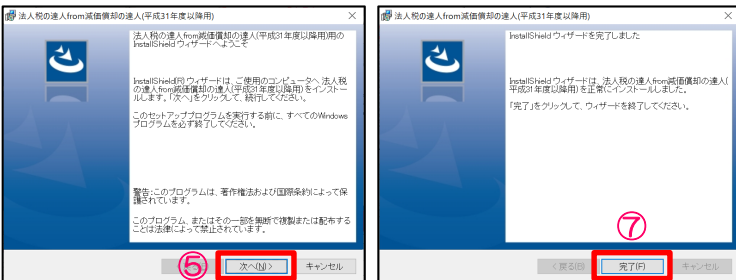 法人税の達人from減価償却の達人(平成31年度以降用)
法人税の達人from減価償却の達人(平成31年度以降用)用の
InstallShield ウィザードへようこそ
InstallShield(R) ウィザードは、ご使用のコンピュータへ 法人税
の達人from減価償却の達人(平成31年度以降用) をインストー
ルします。「次へ」をクリックして、続行してください。
このセットアッププログラムを実行する前に、すべてのWindows
プログラムを必ず終了してください。
警告:このプログラムは、著作権法および国際条約によって保
護されています。
このプログラム、またはその一部を無断で複製または配布する
ことは法律によって禁止されています。
⑤
次へ(N) >
キャンセル
法人税の達人from減価償却の達人(平成31年度以降用)
InstallShield ウィザードを完了しました
InstallShield ウィザードは、法人税の達人from減価償却の達人(
平成31年度以降用) を正常にインストールしました。
「完了」をクリックして、ウィザードを終了してください。
⑦
< 戻る(B)
完了(F)
キャンセル